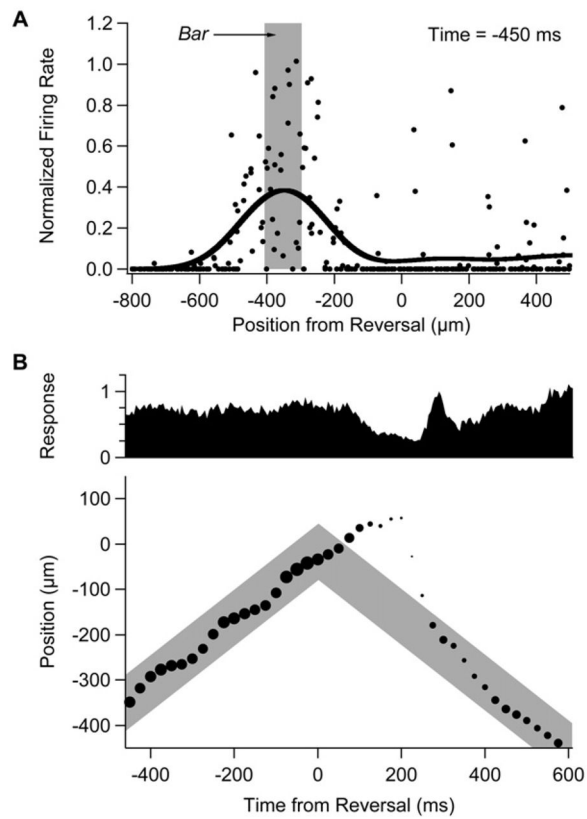 A
Bar
Time = -450 ms
Normalized Firing Rate
1.2
1.0
0.8
0.6
0.4
0.2
0.0
-800 -600 -400 -200 0 200 400
Position from Reversal (µm)
B
Response
1
0
Position (µm)
100
0
-100
-200
-300
-400
-400 -200 0 200 400 600
Time from Reversal (ms)